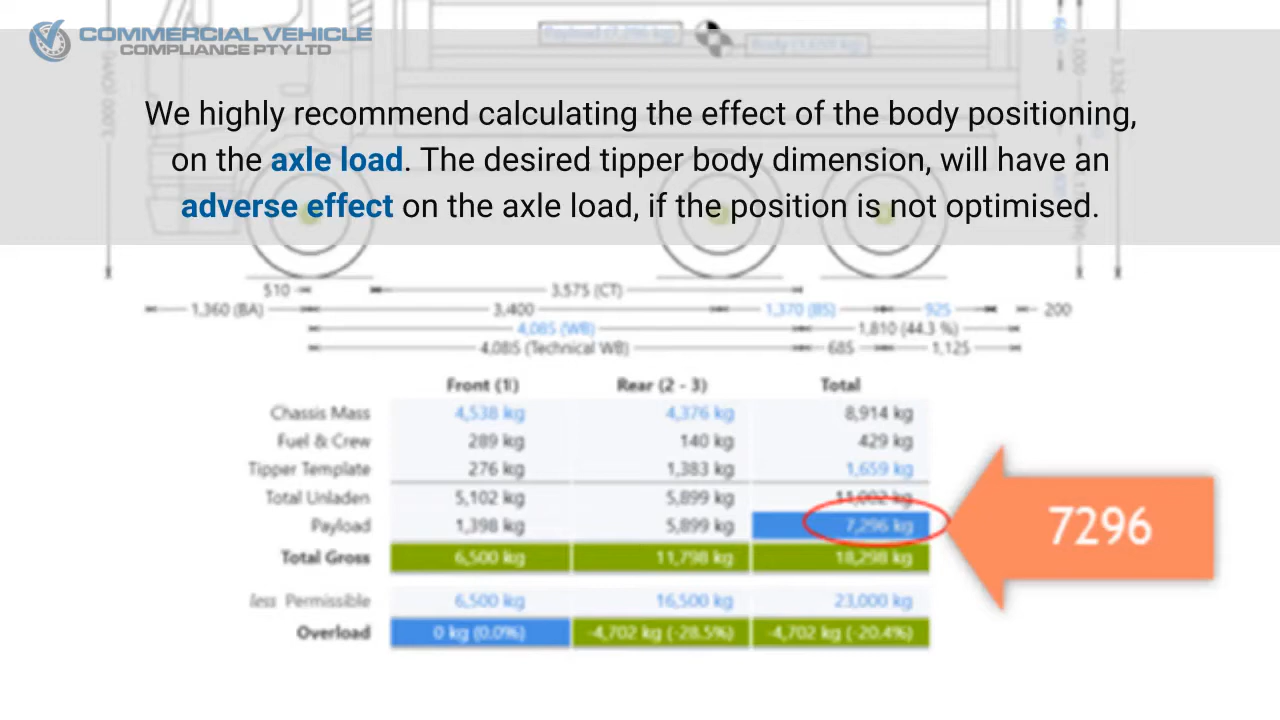 COMMERCIAL VEHICLE
COMPLIANCE PTY LTD
Payload (7,296 kg)
We highly recommend calculating the effect of the body positioning,
on the axle load. The desired tipper body dimension, will have an
adverse effect on the axle load, if the position is not optimised.
510 3,575 (CT)
1,360 (BA) 3,400 1,370 (BS) 925 200
4,085 (WB) 1,810 (44.3 %)
4,085 (Technical WB) 685 1,125
Front (1) Rear (2 - 3) Total
Chassis Mass 4,538 kg 4,376 kg 8,914 kg
Fuel & Crew 289 kg 140 kg 429 kg
Tipper Template 276 kg 1,383 kg 1,659 kg
Total Unladen 5,102 kg 5,899 kg 11,002 kg
Payload 1,398 kg 5,899 kg 7,296 kg
7296
Total Gross 6,500 kg 11,798 kg 18,298 kg
less Permissible 6,500 kg 16,500 kg 23,000 kg
Overload 0 kg (0.0%) -4,702 kg (-28.5%) -4,702 kg (-20.4%)